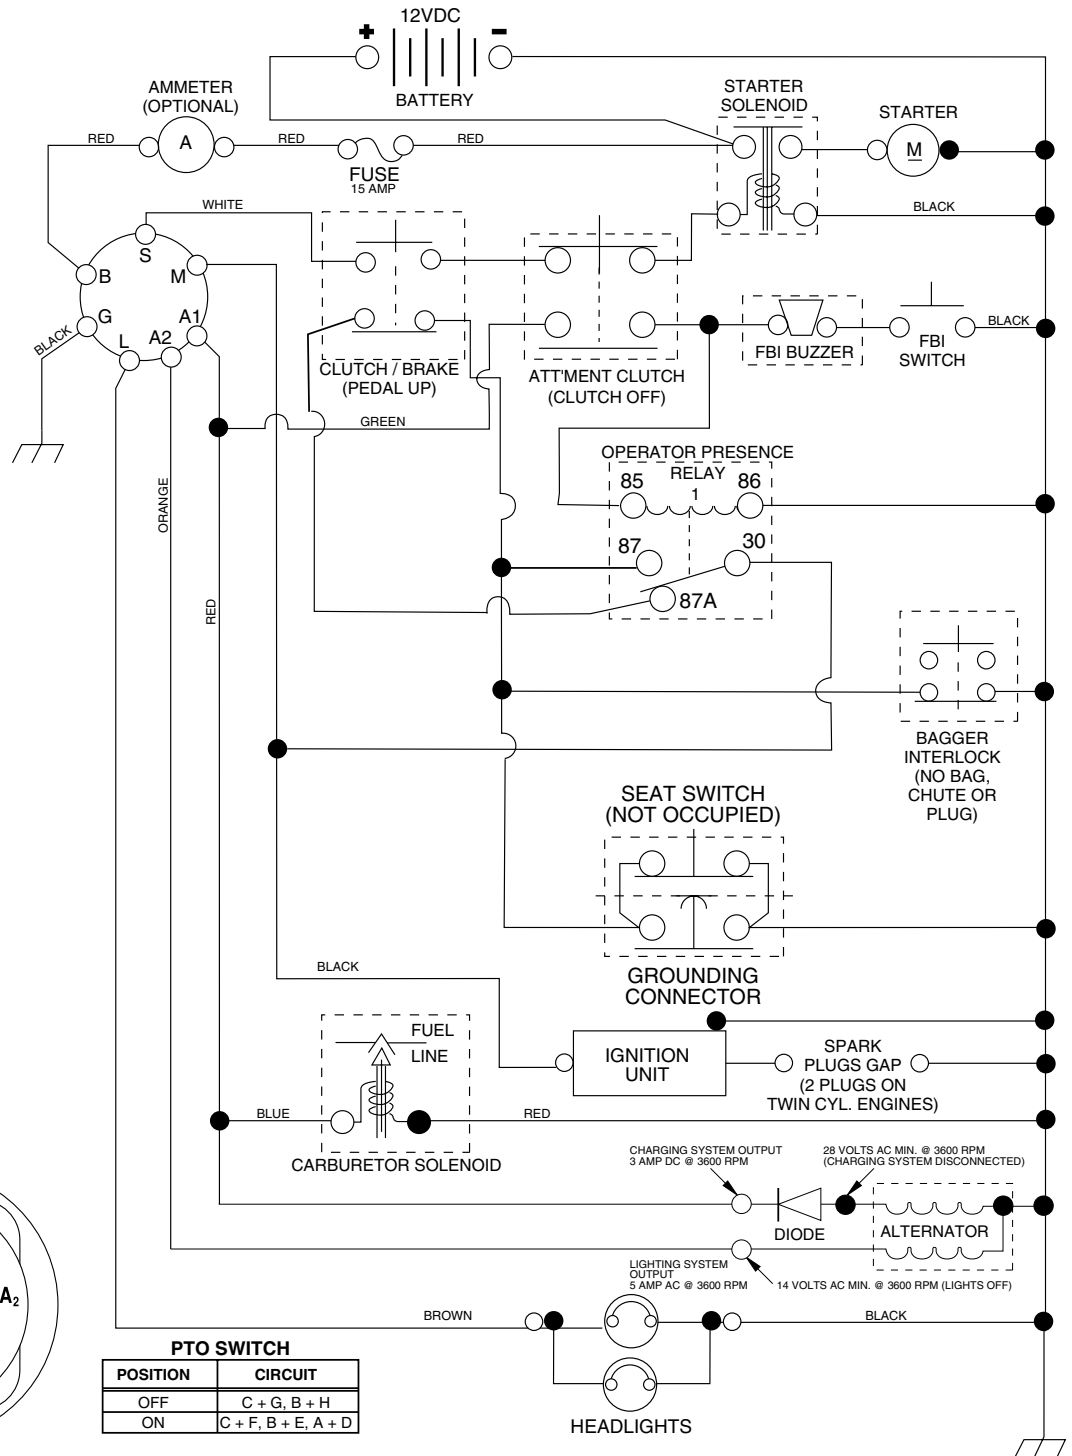 12VDC
+
-
BATTERY
AMMETER
(OPTIONAL)
STARTER
SOLENOID
STARTER
RED
A
RED
RED
FUSE
15 AMP
M
WHITE
BLACK
S
B
M
G
A1
L
A2
BLACK
CLUTCH / BRAKE
(PEDAL UP)
ATT'MENT CLUTCH
(CLUTCH OFF)
FBI BUZZER
FBI
SWITCH
BLACK
GREEN
OPERATOR PRESENCE
RELAY
1
85
86
87
30
87A
ORANGE
RED
BAGGER
INTERLOCK
(NO BAG,
CHUTE OR
PLUG)
SEAT SWITCH
(NOT OCCUPIED)
BLACK
GROUNDING
CONNECTOR
FUEL
LINE
IGNITION
UNIT
SPARK
PLUGS GAP
(2 PLUGS ON
TWIN CYL. ENGINES)
BLUE
RED
CARBURETOR SOLENOID
CHARGING SYSTEM OUTPUT
3 AMP DC @ 3600 RPM
28 VOLTS AC MIN. @ 3600 RPM
(CHARGING SYSTEM DISCONNECTED)
DIODE
ALTERNATOR
LIGHTING SYSTEM
OUTPUT
5 AMP AC @ 3600 RPM
14 VOLTS AC MIN. @ 3600 RPM (LIGHTS OFF)
A2
BROWN
BLACK
PTO SWITCH
POSITION CIRCUIT
OFF C + G, B + H
ON C + F, B + E, A + D
HEADLIGHTS